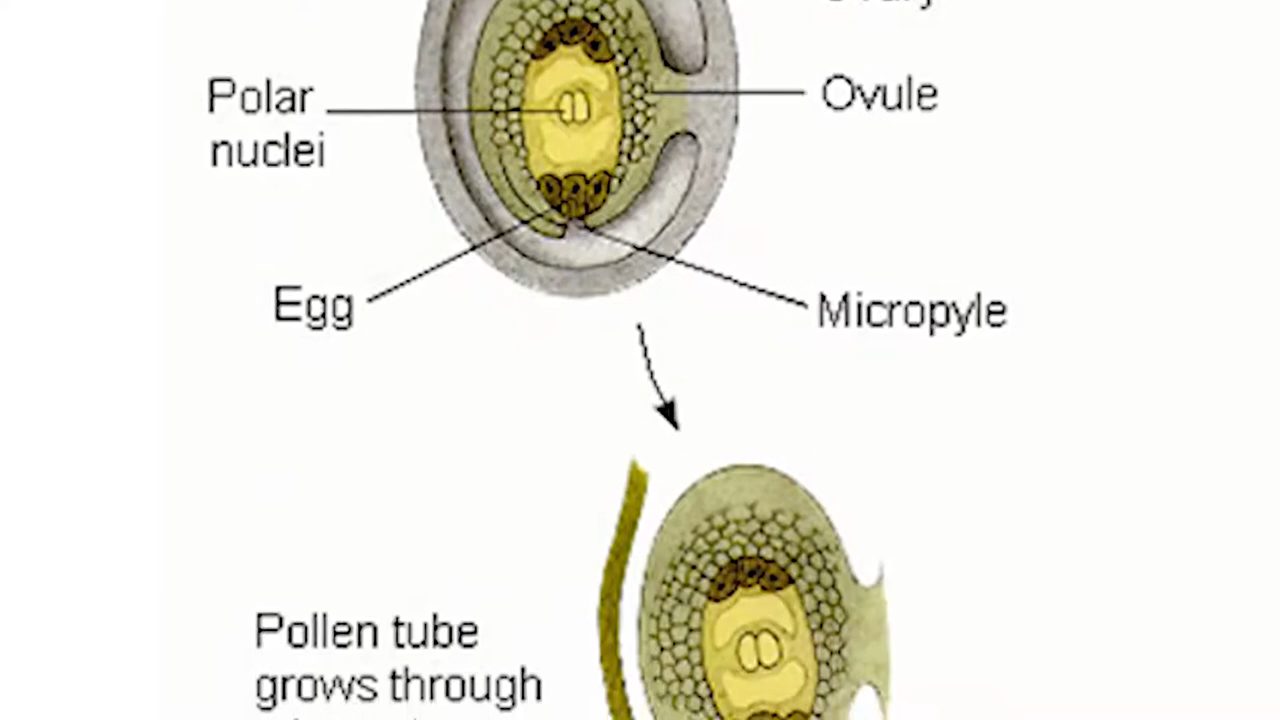 Polar
nuclei
Ovule
Egg
Micropyle
Pollen tube
grows through